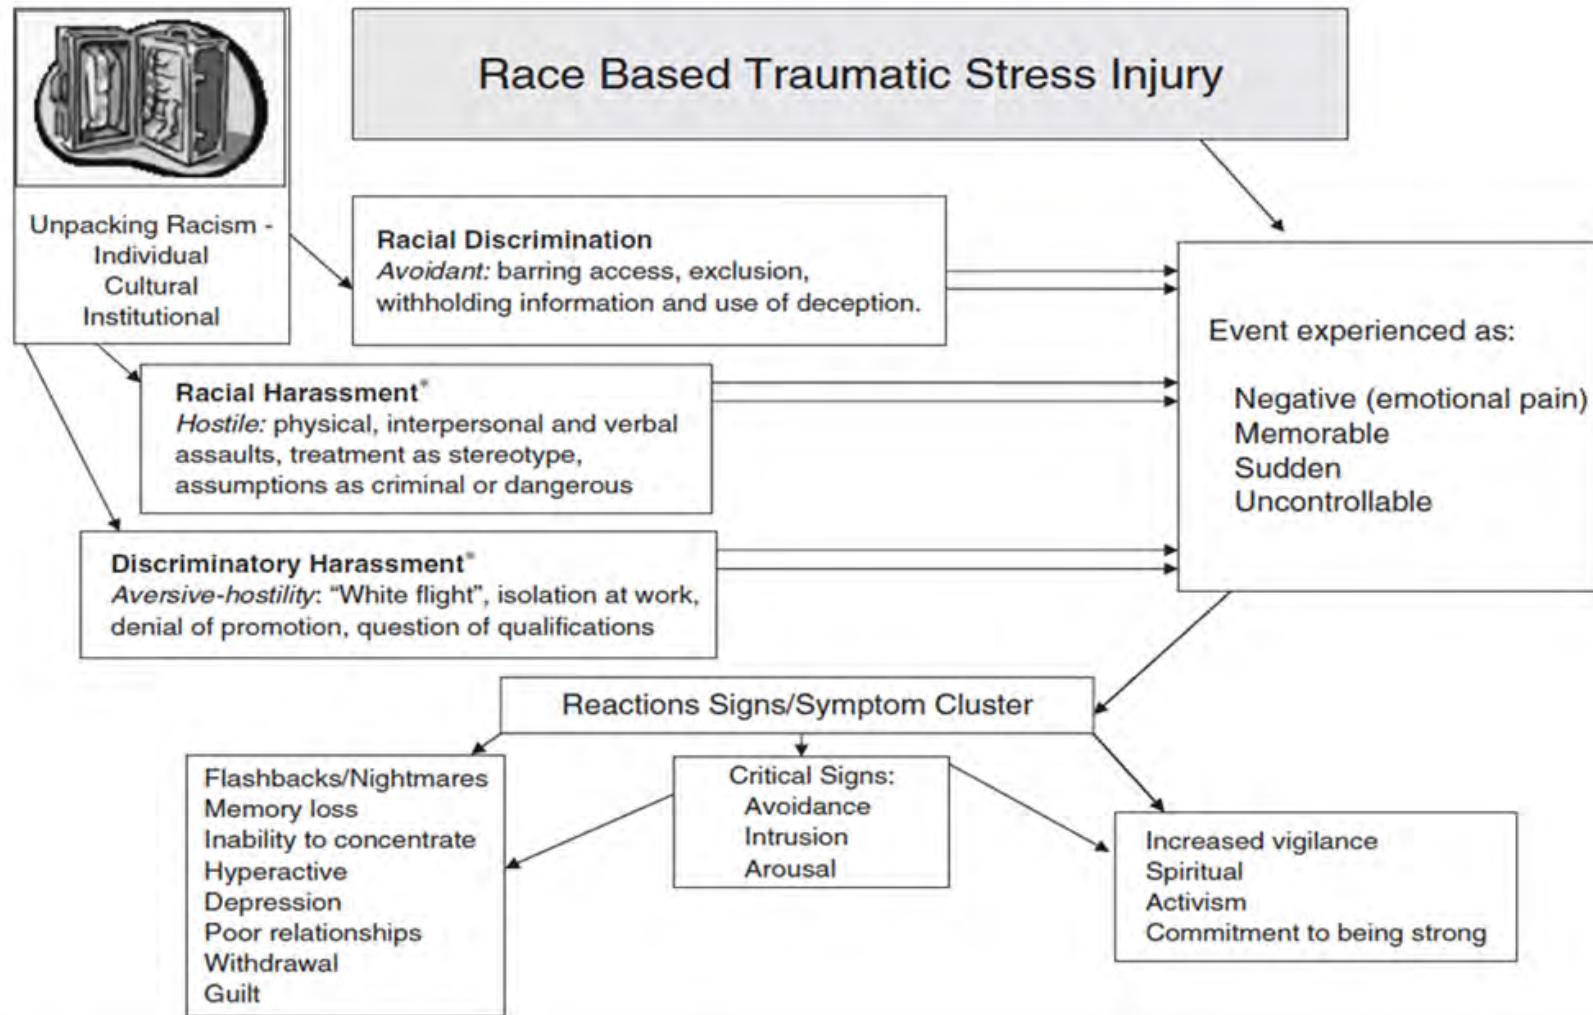 Race Based Traumatic Stress Injury
Unpacking Racism -
Individual
Cultural
Institutional
Racial Discrimination
Avoidant: barring access, exclusion,
withholding information and use of deception.
Racial Harassment*
Hostile: physical, interpersonal and verbal
assaults, treatment as stereotype,
assumptions as criminal or dangerous
Discriminatory Harassment*
Aversive-hostility: “White flight”, isolation at work,
denial of promotion, question of qualifications
Event experienced as:
Negative (emotional pain)
Memorable
Sudden
Uncontrollable
Reactions Signs/Symptom Cluster
Flashbacks/Nightmares
Memory loss
Inability to concentrate
Hyperactive
Depression
Poor relationships
Withdrawal
Guilt
Critical Signs:
Avoidance
Intrusion
Arousal
Increased vigilance
Spiritual
Activism
Commitment to being strong